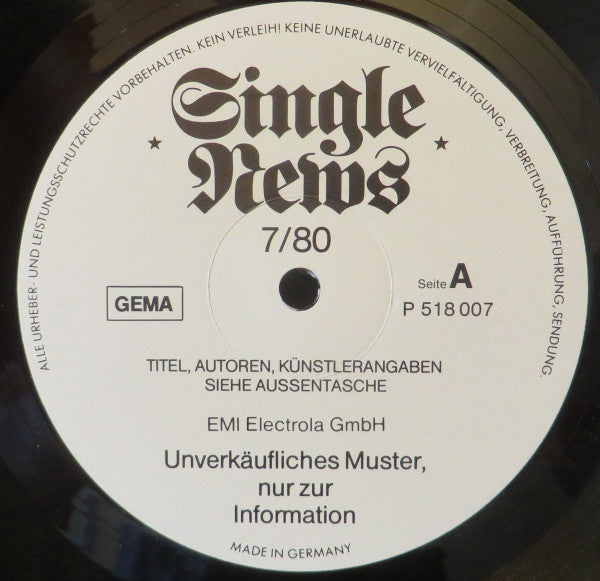 ALLE URHEBER- UND LEISTUNGSSCHUTZRECHTE VORBEHALTEN. KEIN VERLEIH! KEINE UNERLAUBTE VERVIELFÄLTIGUNG, VERBREITUNG, AUFFÜHRUNG, SENDUNG.
Single
News
7/80
GEMA
Seite A
P 518 007
TITEL, AUTOREN, KÜNSTLERANGABEN
SIEHE AUSSENTASCHE
EMI Electrola GmbH
Unverkäufliches Muster,
nur zur
Information
MADE IN GERMANY